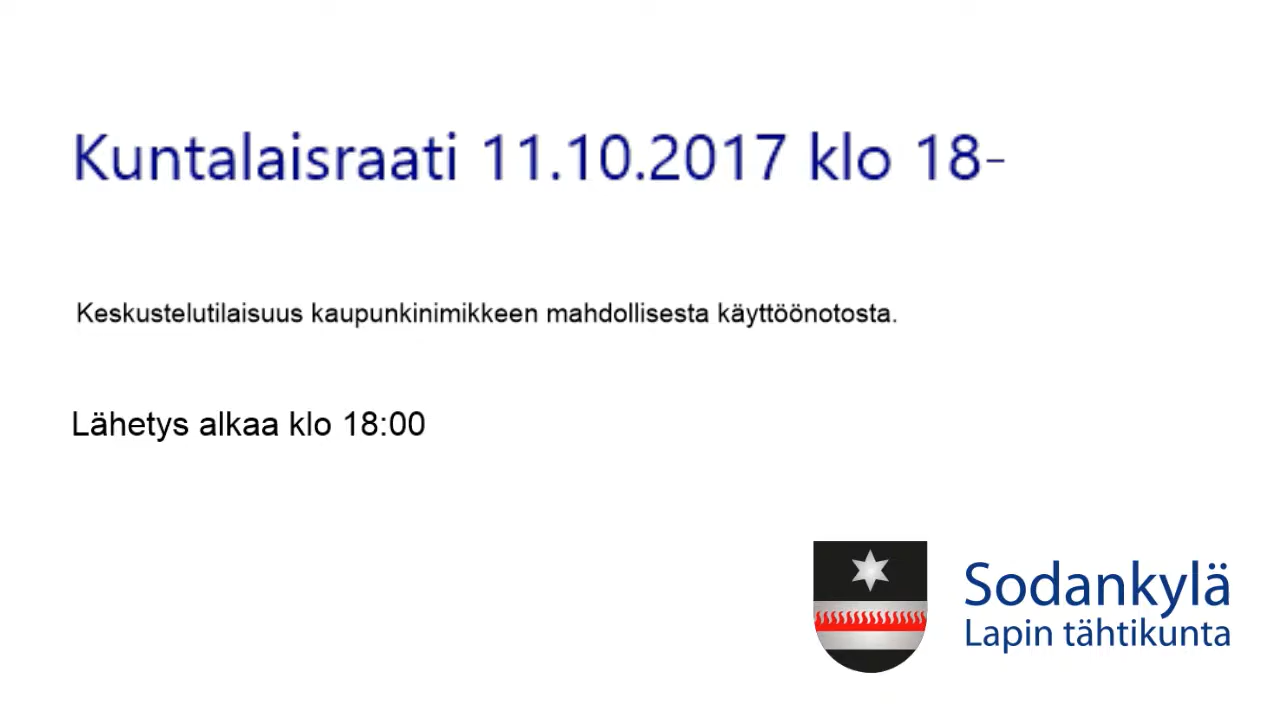 Kuntalaisraati 11.10.2017 klo 18-
Keskustelutilaisuus kaupunkinimikkeen mahdollisesta käyttöönotosta.
Lähetys alkaa klo 18:00
Sodankylä
Lapin tähtikunta